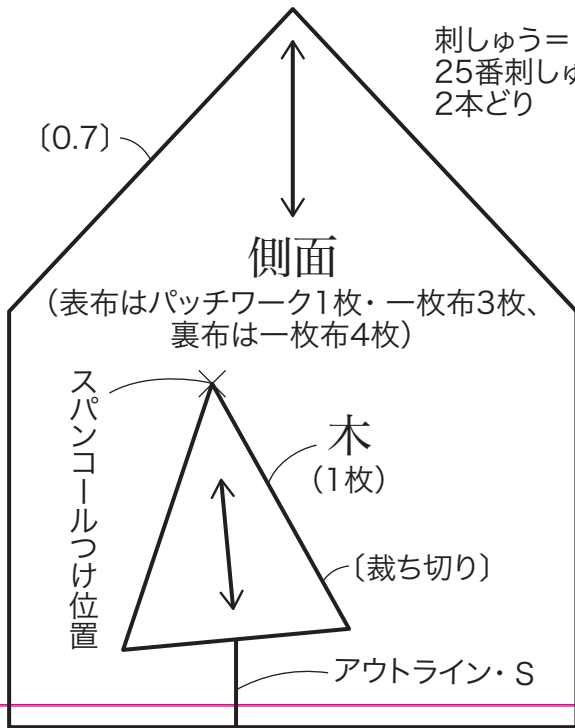 刺しゅう＝
25番刺しゅ
2本どり
〔0.7〕
側面
（表布はパッチワーク1枚・一枚布3枚、
裏布は一枚布4枚）
スパンコールつけ位置
木
（1枚）
〔裁ち切り〕
アウトライン・S